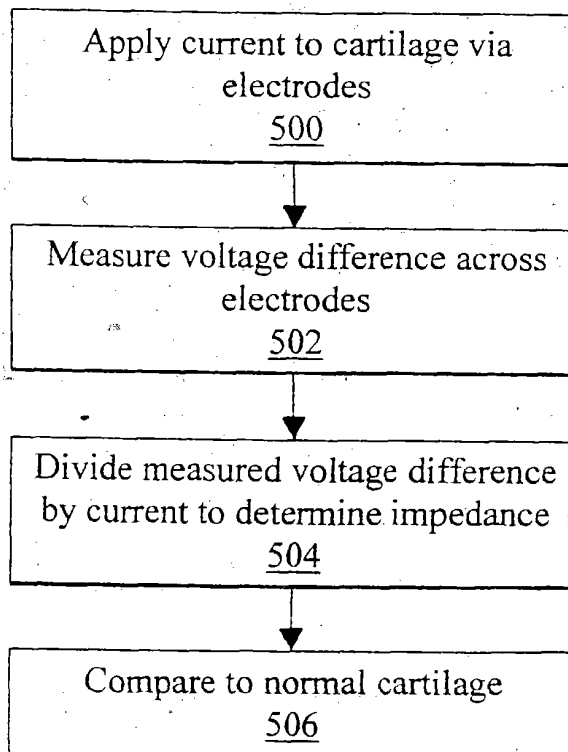 Apply current to cartilage via
electrodes
500
Measure voltage difference across
electrodes
502
Divide measured voltage difference
by current to determine impedance
504
Compare to normal cartilage
506